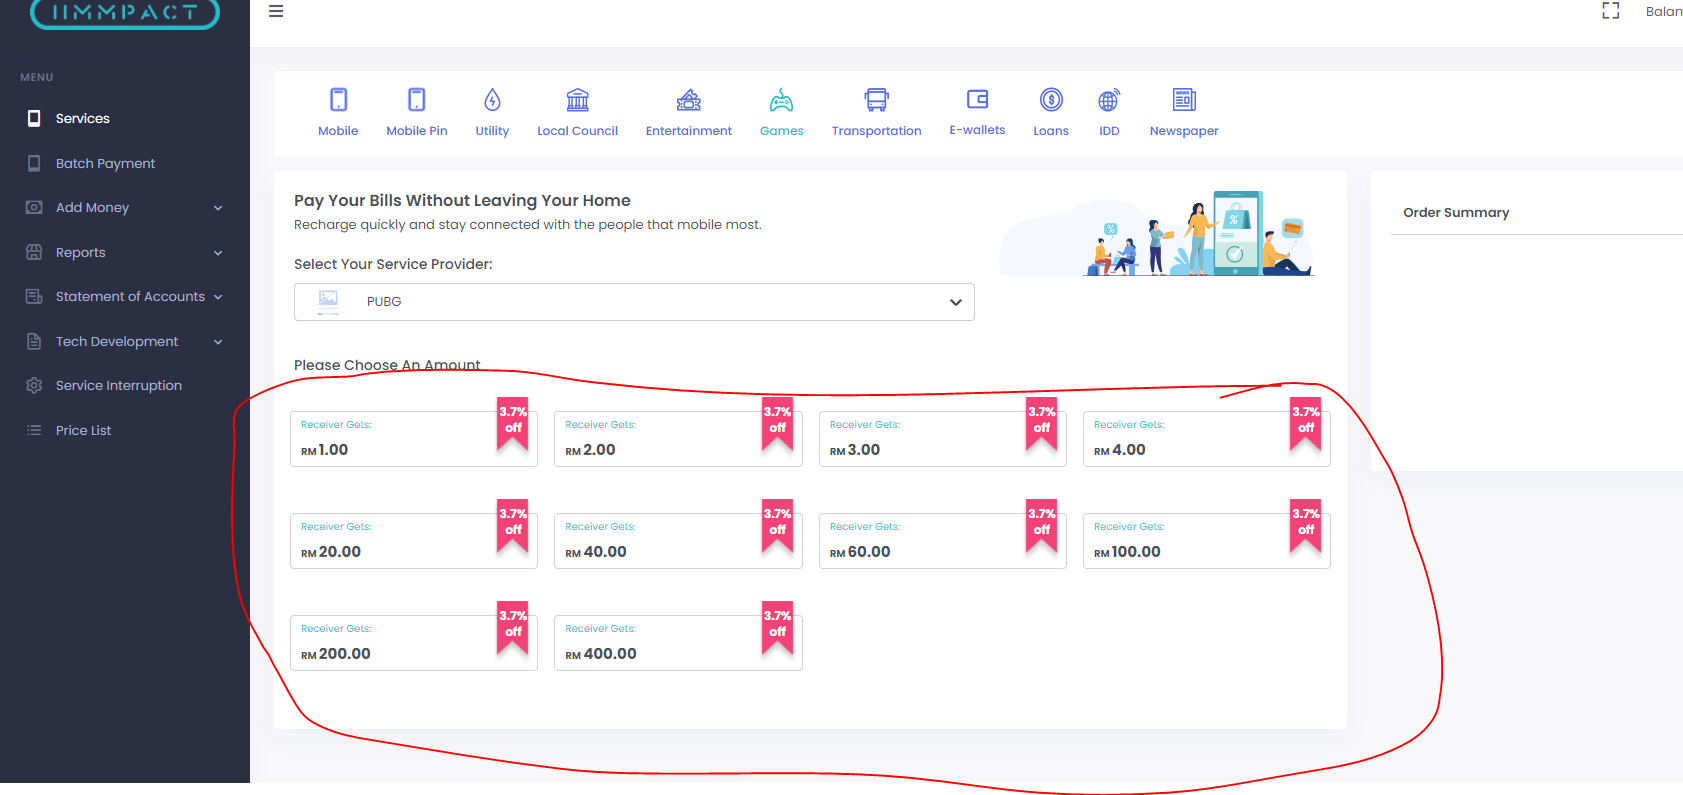 IIMMPACT
Balan
MENU
Services
Batch Payment
Add Money
Reports
Statement of Accounts
Tech Development
Service Interruption
Price List
Mobile
Mobile Pin
Utility
Local Council
Entertainment
Games
Transportation
E-wallets
Loans
IDD
Newspaper
Pay Your Bills Without Leaving Your Home
Recharge quickly and stay connected with the people that mobile most.
Select Your Service Provider:
PUBG
Please Choose An Amount
Receiver Gets:
RM 1.00
3.7%
off
Receiver Gets:
RM 2.00
3.7%
off
Receiver Gets:
RM 3.00
3.7%
off
Receiver Gets:
RM 4.00
3.7%
off
Receiver Gets:
RM 20.00
3.7%
off
Receiver Gets:
RM 40.00
3.7%
off
Receiver Gets:
RM 60.00
3.7%
off
Receiver Gets:
RM 100.00
3.7%
off
Receiver Gets:
RM 200.00
3.7%
off
Receiver Gets:
RM 400.00
3.7%
off
Order Summary